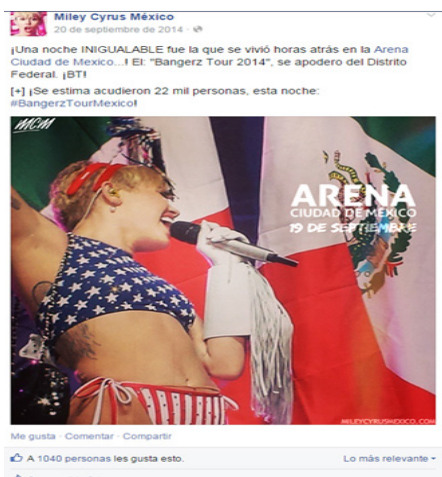 Miley Cyrus México
20 de septiembre de 2014 ·
¡Una noche INIGUALABLE fue la que se vivió horas atrás en la Arena
Ciudad de Mexico...! El: "Bangerz Tour 2014", se apodero del Distrito
Federal. ¡BT!
[+] ¡Se estima acudieron 22 mil personas, esta noche:
#BangerzTourMexico!
MCM
ARENA
CIUDAD DE MÉXICO
19 DE SEPTIEMBRE
MILEYCYRUSMEXICO.COM
Me gusta · Comentar · Compartir
A 1040 personas les gusta esto.
Lo más relevante